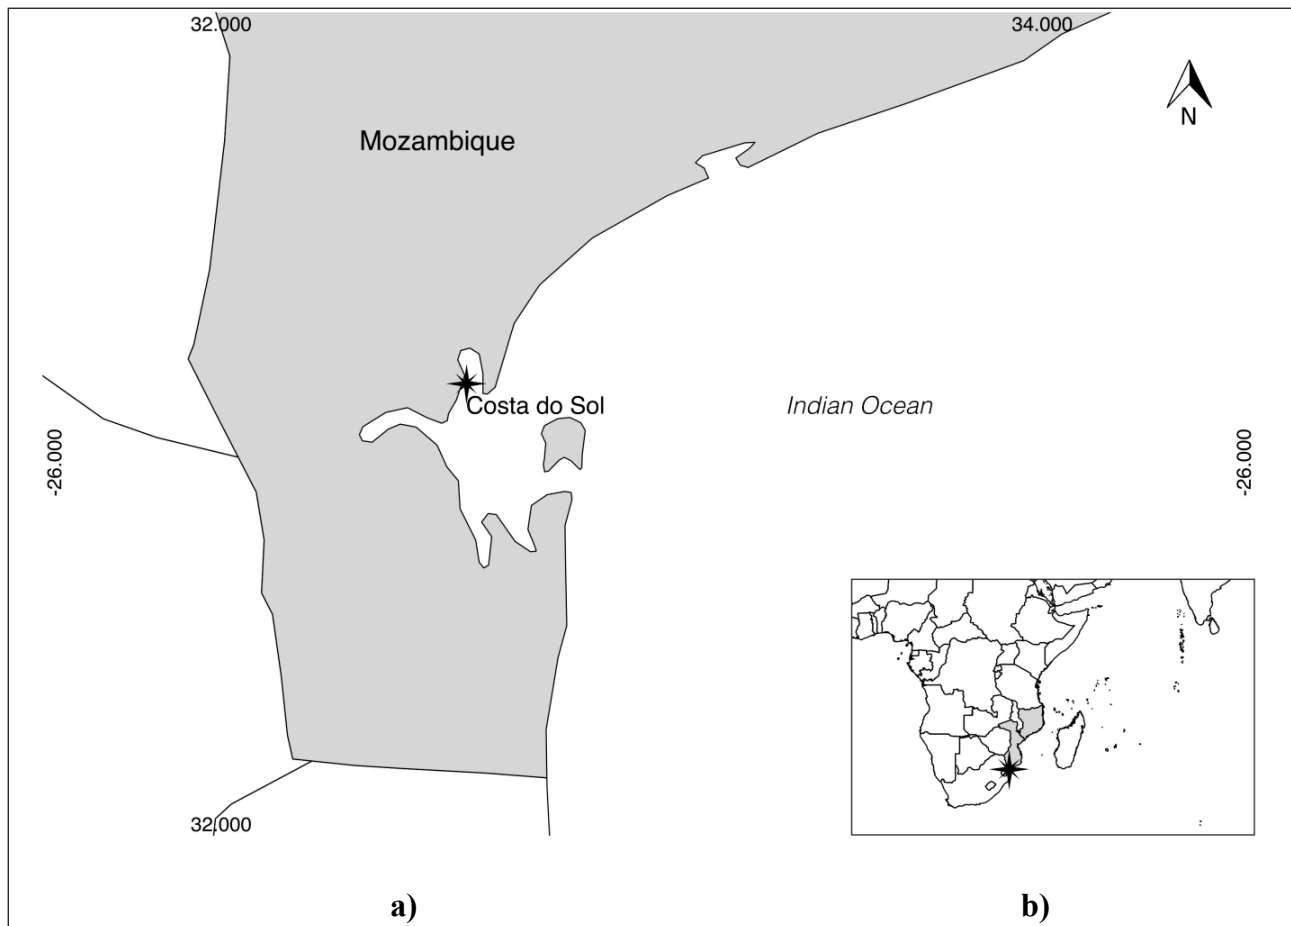 32.000
34.000
N
Mozambique
Costa do Sol
Indian Ocean
-26.000
-26.000
32.000
a)
b)